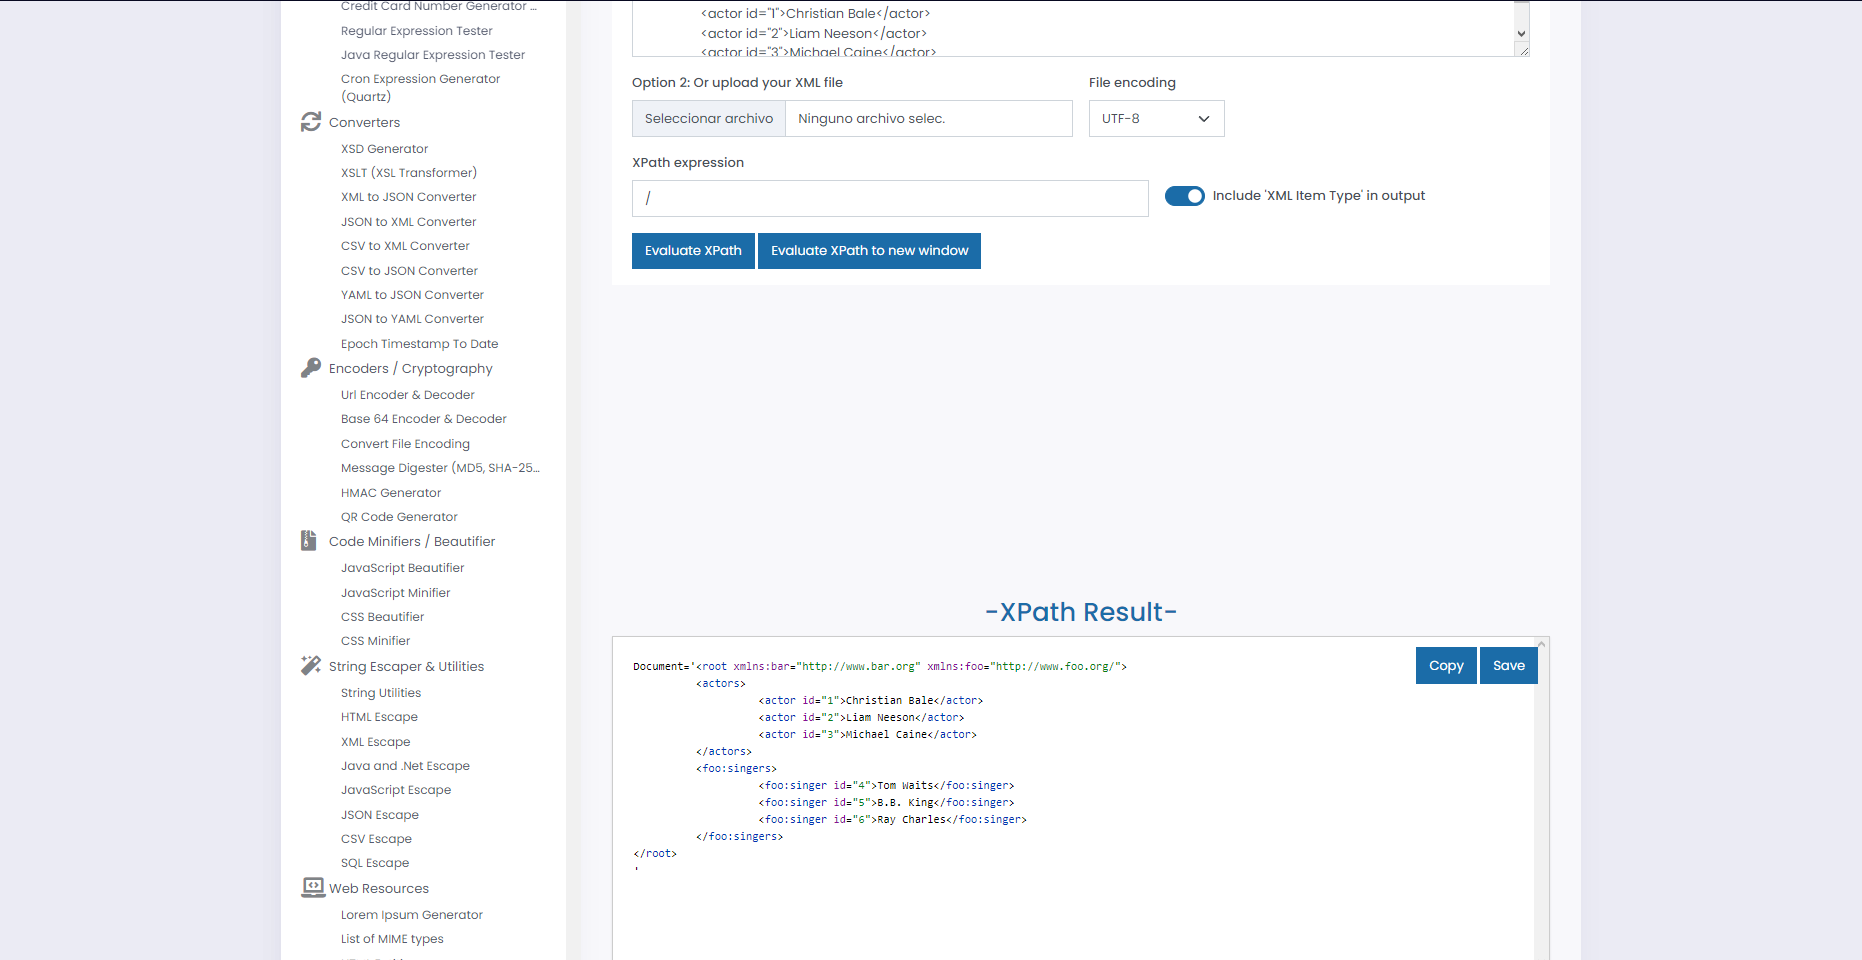 Credit Card Number Generator ...
Regular Expression Tester
Java Regular Expression Tester
Cron Expression Generator
(Quartz)
Converters
XSD Generator
XSLT (XSL Transformer)
XML to JSON Converter
JSON to XML Converter
CSV to XML Converter
CSV to JSON Converter
YAML to JSON Converter
JSON to YAML Converter
Epoch Timestamp To Date
Encoders / Cryptography
Url Encoder & Decoder
Base 64 Encoder & Decoder
Convert File Encoding
Message Digester (MD5, SHA-25...
HMAC Generator
QR Code Generator
Code Minifiers / Beautifier
JavaScript Beautifier
JavaScript Minifier
CSS Beautifier
CSS Minifier
String Escaper & Utilities
String Utilities
HTML Escape
XML Escape
Java and .Net Escape
JavaScript Escape
JSON Escape
CSV Escape
SQL Escape
Web Resources
Lorem Ipsum Generator
List of MIME types
<actor id="1">Christian Bale</actor>
<actor id="2">Liam Neeson</actor>
<actor id="3">Michael Caine</actor>
Option 2: Or upload your XML file
File encoding
Seleccionar archivo
Ninguno archivo selec.
UTF-8
XPath expression
/
Include 'XML Item Type' in output
Evaluate XPath
Evaluate XPath to new window
-XPath Result-
Copy
Save
Document='<root xmlns:bar="http://www.bar.org" xmlns:foo="http://www.foo.org/">
<actors>
<actor id="1">Christian Bale</actor>
<actor id="2">Liam Neeson</actor>
<actor id="3">Michael Caine</actor>
</actors>
<foo:singers>
<foo:singer id="4">Tom Waits</foo:singer>
<foo:singer id="5">B.B. King</foo:singer>
<foo:singer id="6">Ray Charles</foo:singer>
</foo:singers>
</root>
'